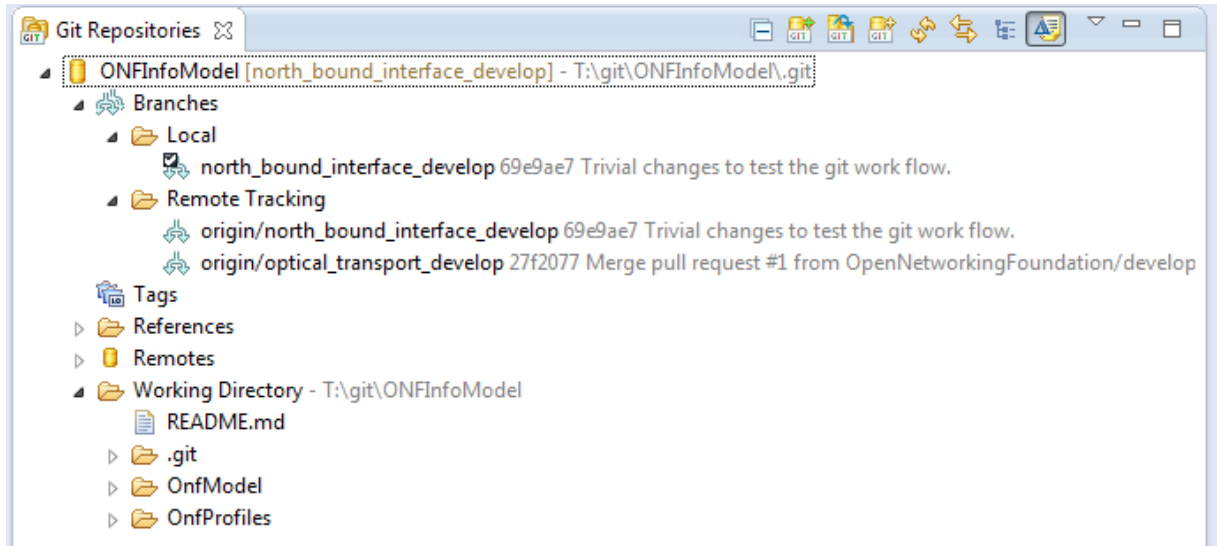 Git Repositories
ONFInfoModel [north_bound_interface_develop] - T:\git\ONFInfoModel\.git
Branches
Local
north_bound_interface_develop 69e9ae7 Trivial changes to test the git work flow.
Remote Tracking
origin/north_bound_interface_develop 69e9ae7 Trivial changes to test the git work flow.
origin/optical_transport_develop 27f2077 Merge pull request #1 from OpenNetworkingFoundation/develop
Tags
References
Remotes
Working Directory - T:\git\ONFInfoModel
README.md
.git
OnfModel
OnfProfiles